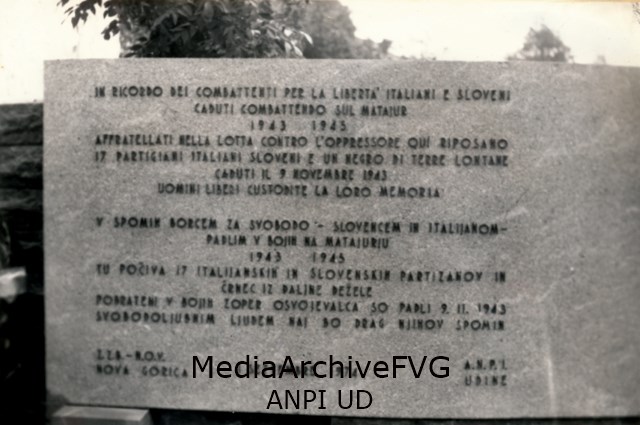 IN RICORDO DEI COMBATTENTI PER LA LIBERTA' ITALIANI E SLOVENI
CADUTI COMBATTENDO SUL MATAJUR
1943 1945
AFFRATELLATI NELLA LOTTA CONTRO L'OPPRESSORE QUI RIPOSANO
17 PARTIGIANI ITALIANI SLOVENI E UN NEGRO DI TERRE LONTANE
CADUTI IL 9 NOVEMBRE 1943
UOMINI LIBERI CUSTODITE LA LORO MEMORIA
V SPOMIN BORCEM ZA SVOBODO - SLOVENCEM IN ITALIJANOM-
PADLIM V BOJIH NA MATAJURJU
1943 1945
TU POČIVA 17 ITALIJANSKIH IN SLOVENSKIH PARTIZANOV IN
ČRNEC IZ DALJNE DEŽELE
POBRATENI V BOJIH ZOPER OSVOJEVALCA SO PADLI 9. 11. 1943
SVOBODOLJUBNIM LJUDEM NAJ BO DRAG NJIHOV SPOMIN
Z.Z.B.-N.O.V. A.N.P.I.
NOVA GORICA UDINE
MediaArchiveFVG
ANPI UD